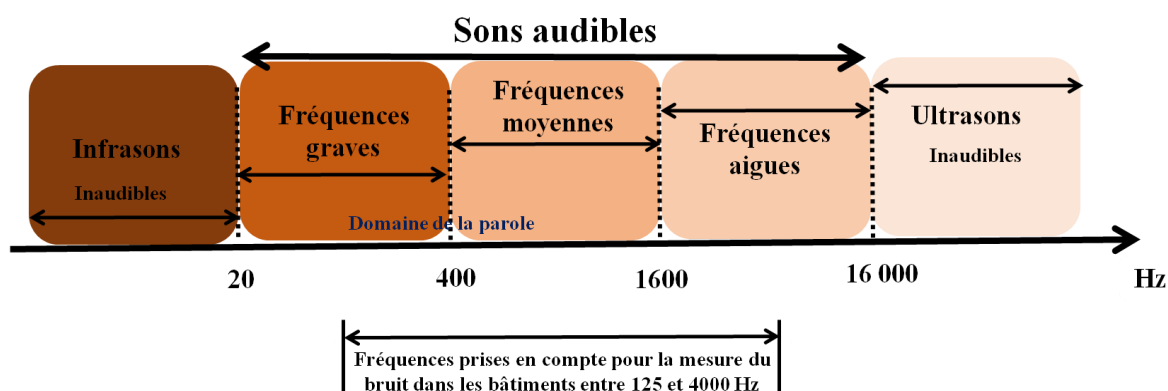 Sons audibles
Infrasons
Inaudibles
Fréquences
graves
Fréquences
moyennes
Fréquences
aigues
Ultrasons
Inaudibles
Domaine de la parole
20
400
1600
16 000
Hz
Fréquences prises en compte pour la mesure du
bruit dans les bâtiments entre 125 et 4000 Hz